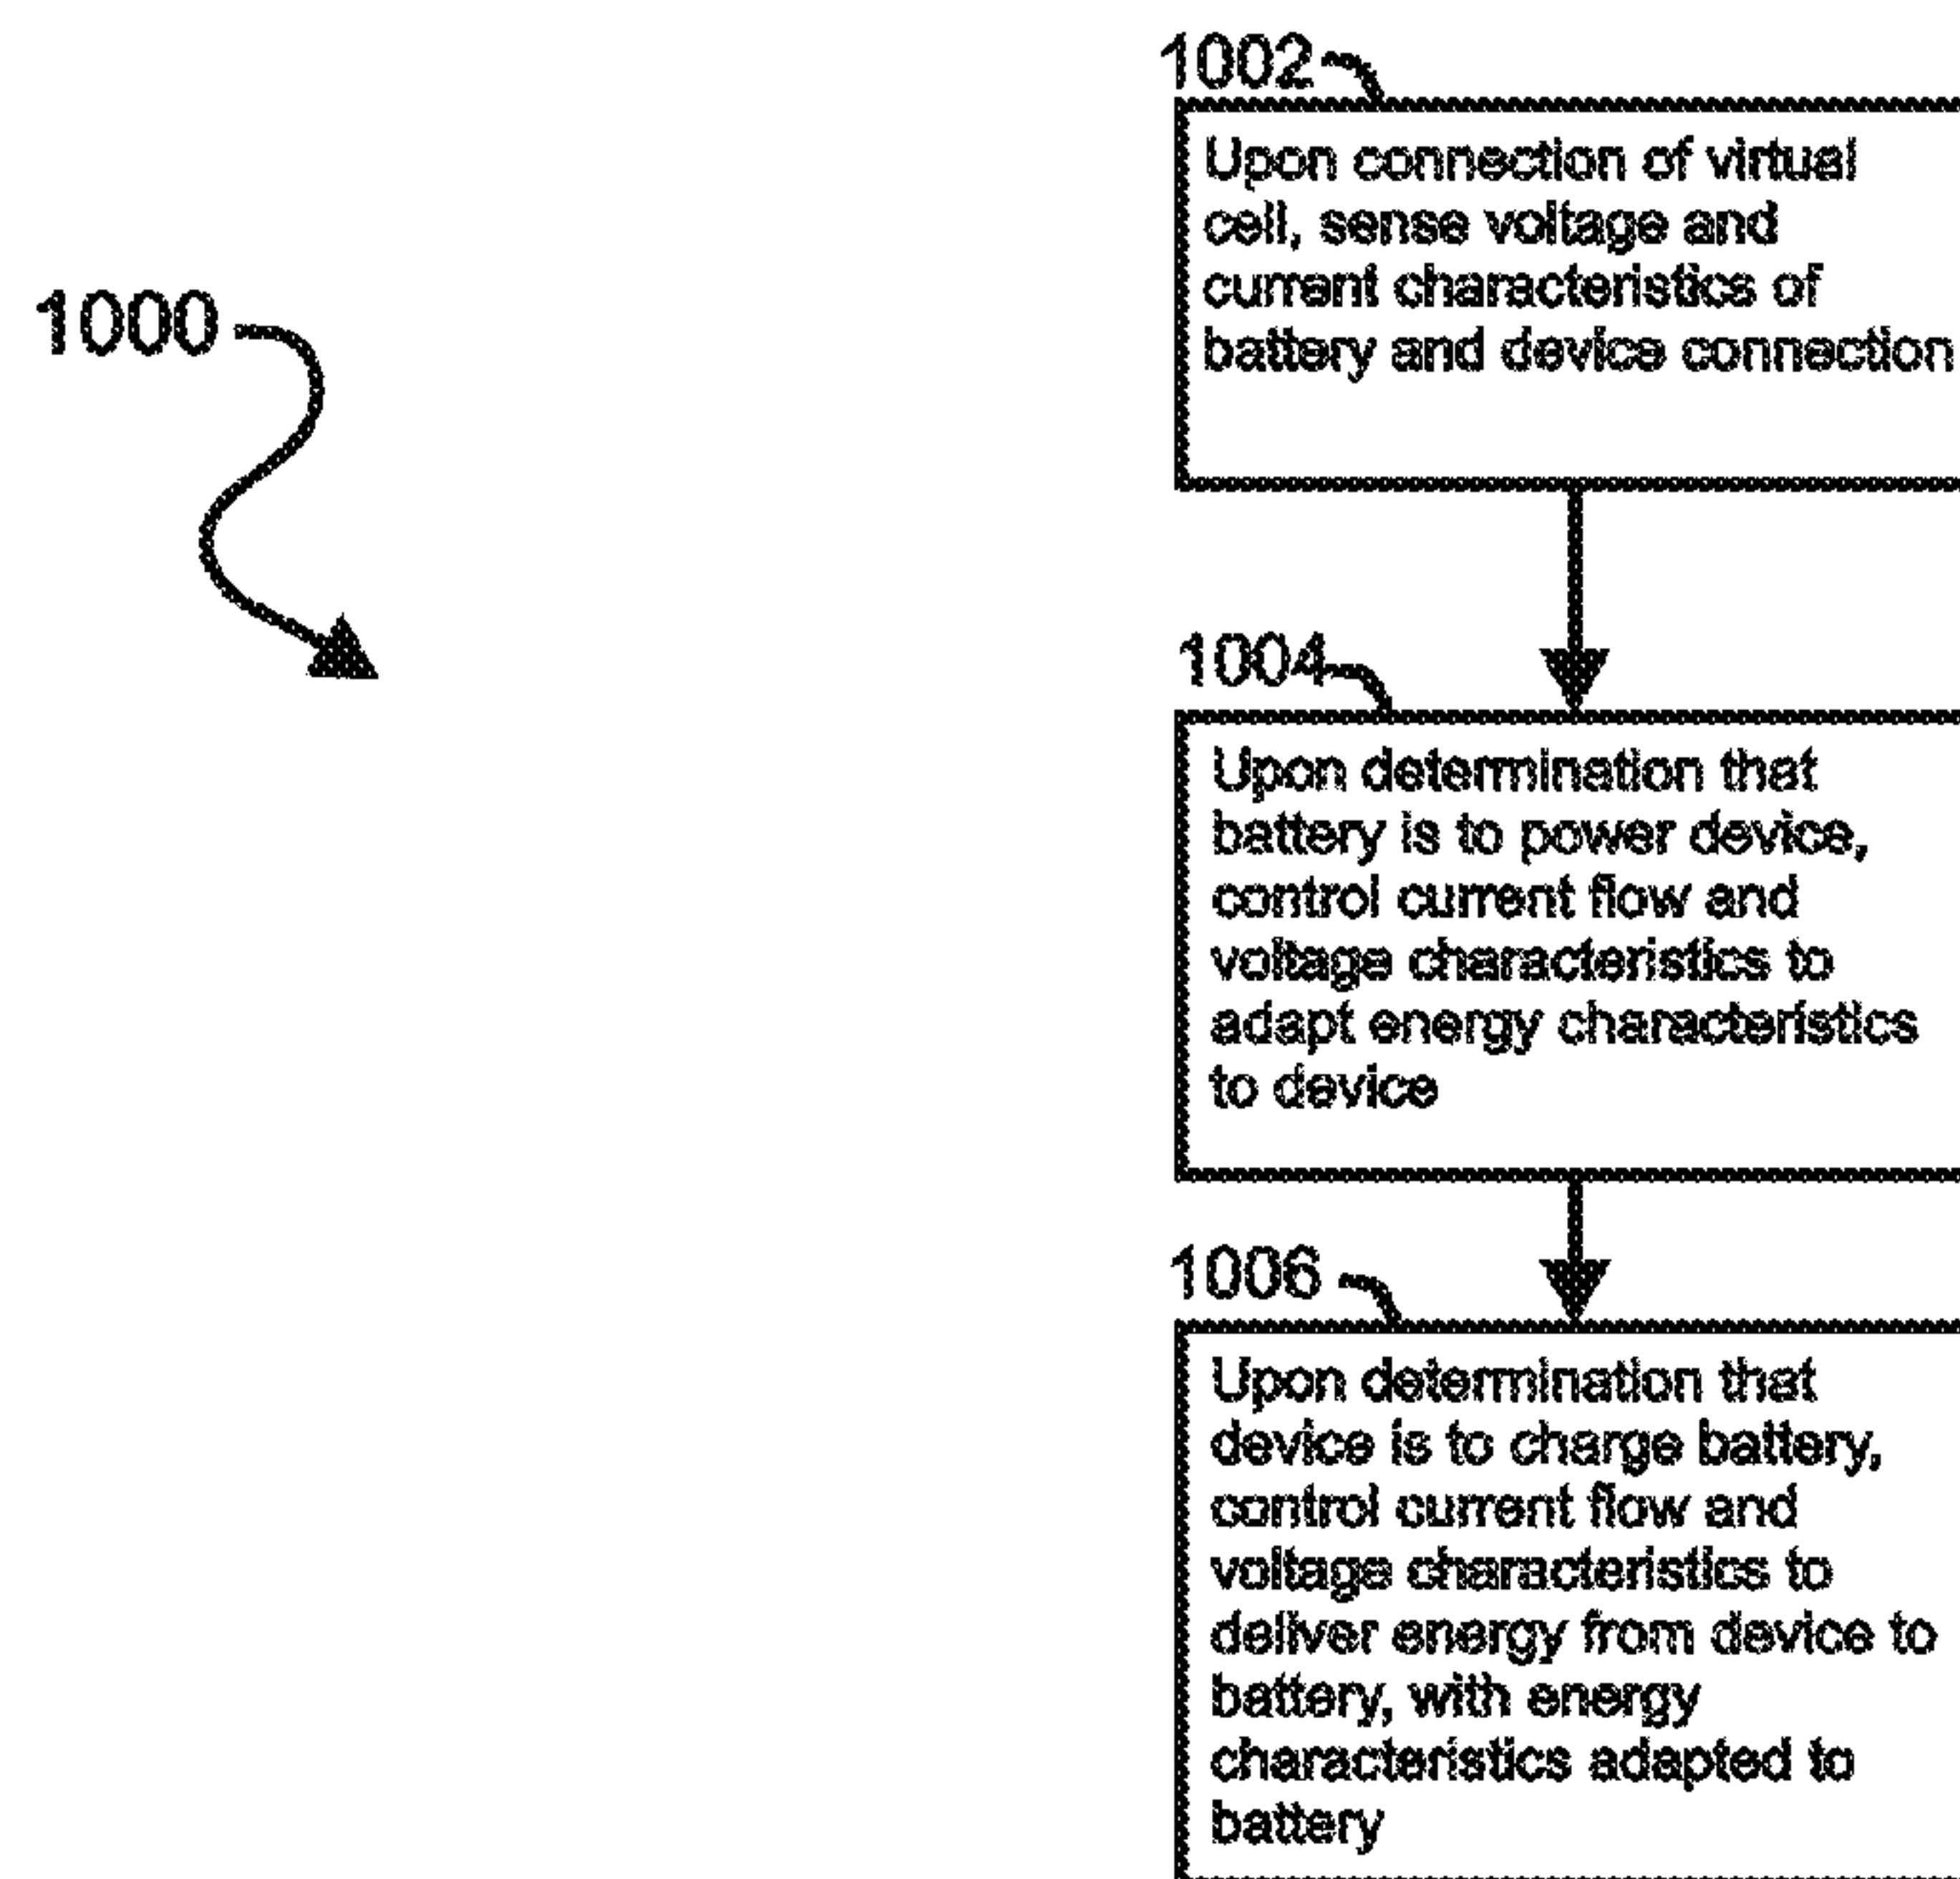 1002
Upon connection of virtual
cell, sense voltage and
current characteristics of
battery and device connection
1000
1004
Upon determination that
battery is to power device,
control current flow and
voltage characteristics to
adapt energy characteristics
to device
1006
Upon determination that
device is to charge battery,
control current flow and
voltage characteristics to
deliver energy from device to
battery, with energy
characteristics adapted to
battery